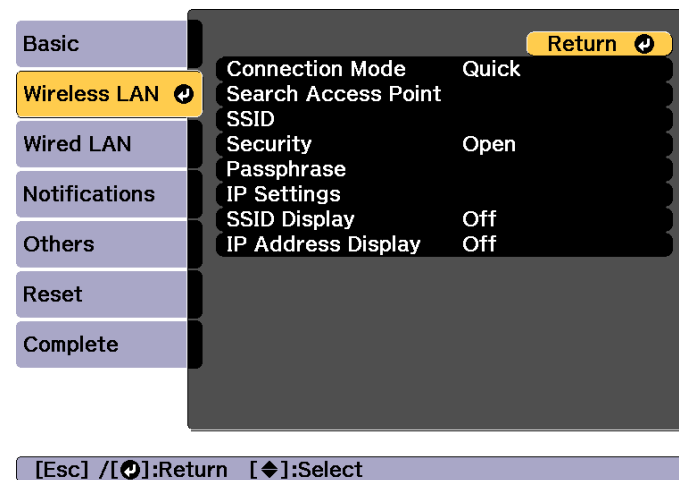 Basic
Wireless LAN
Wired LAN
Notifications
Others
Reset
Complete
Return
Connection Mode Quick
Search Access Point
SSID
Security Open
Passphrase
IP Settings
SSID Display Off
IP Address Display Off
[Esc] /[]:Return [◆]:Select